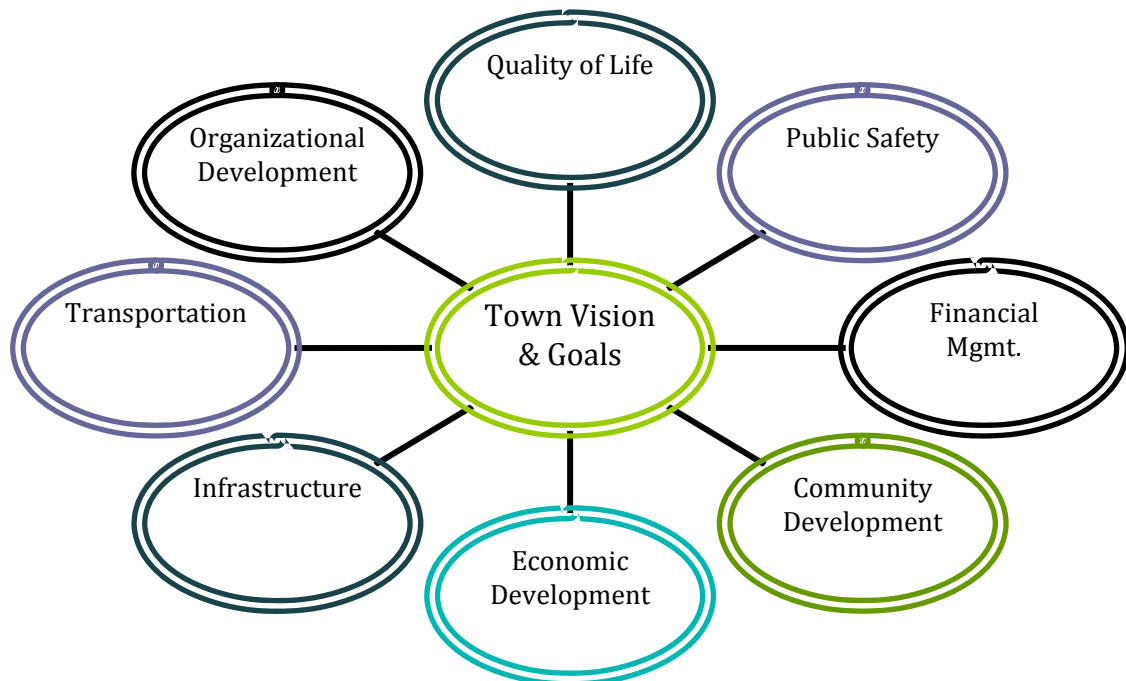 Quality of Life
Organizational
Development
Public Safety
Transportation
Town Vision
& Goals
Financial
Mgmt.
Infrastructure
Community
Development
Economic
Development